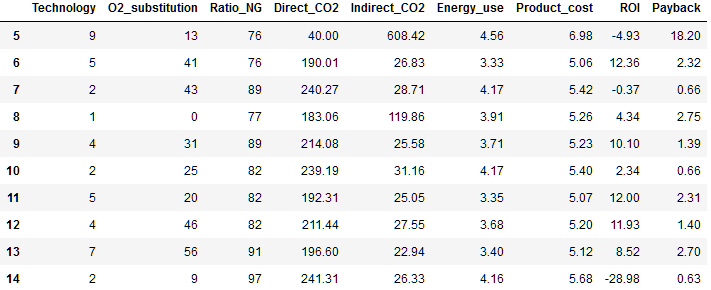 Technology O2_substitution Ratio_NG Direct_CO2 Indirect_CO2 Energy_use Product_cost ROI Payback
5 9 13 76 40.00 608.42 4.56 6.98 -4.93 18.20
6 5 41 76 190.01 26.83 3.33 5.06 12.36 2.32
7 2 43 89 240.27 28.71 4.17 5.42 -0.37 0.66
8 1 0 77 183.06 119.86 3.91 5.26 4.34 2.75
9 4 31 89 214.08 25.58 3.71 5.23 10.10 1.39
10 2 25 82 239.19 31.16 4.17 5.40 2.34 0.66
11 5 20 82 192.31 25.05 3.35 5.07 12.00 2.31
12 4 46 82 211.44 27.55 3.68 5.20 11.93 1.40
13 7 56 91 196.60 22.94 3.40 5.12 8.52 2.70
14 2 9 97 241.31 26.33 4.16 5.68 -28.98 0.63